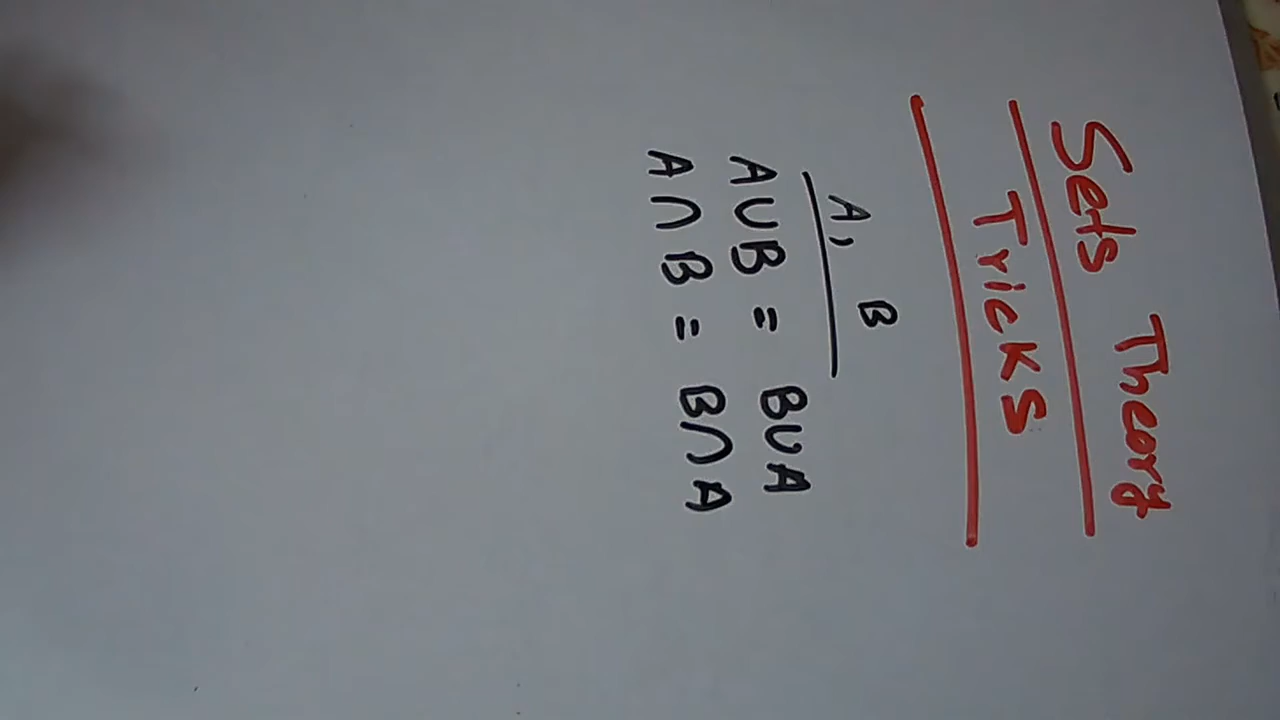 Sets Theory
Tricks
A, B
A∪B = B∪A
A∩B = B∩A